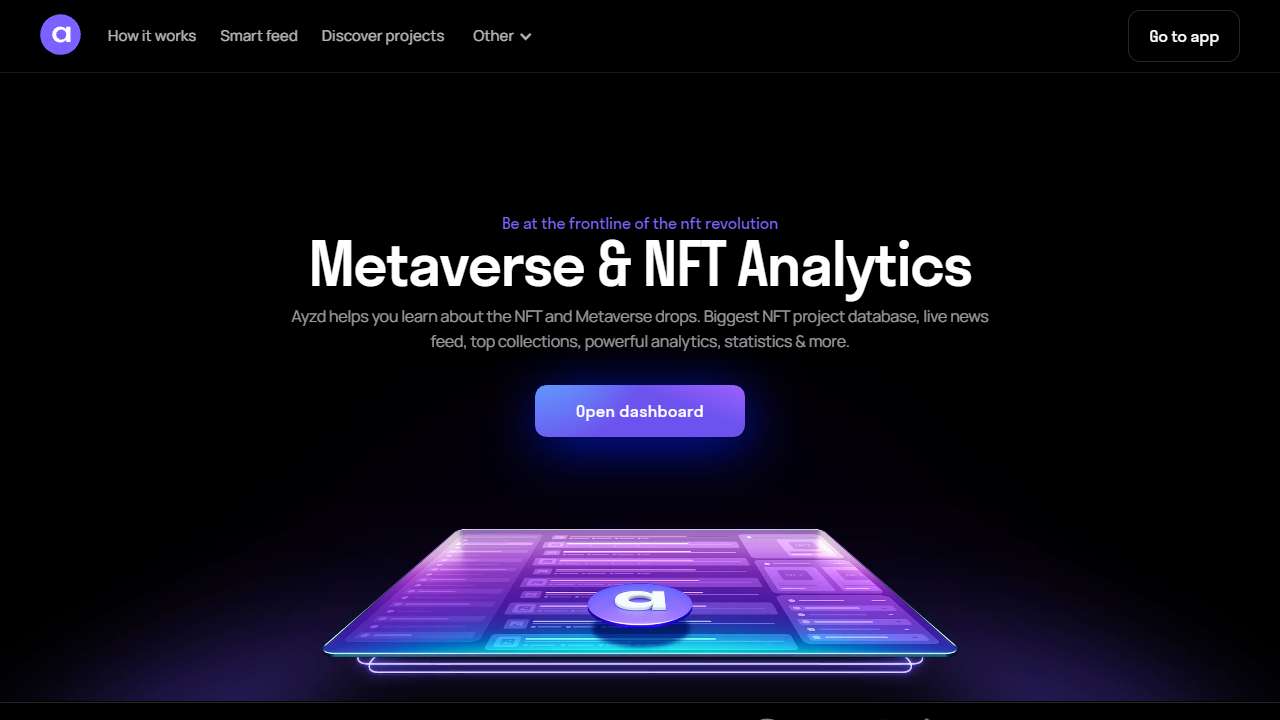 a
How it works
Smart feed
Discover projects
Other
Go to app
Be at the frontline of the nft revolution
Metaverse & NFT Analytics
Ayzd helps you learn about the NFT and Metaverse drops. Biggest NFT project database, live news
feed, top collections, powerful analytics, statistics & more.
Open dashboard
a